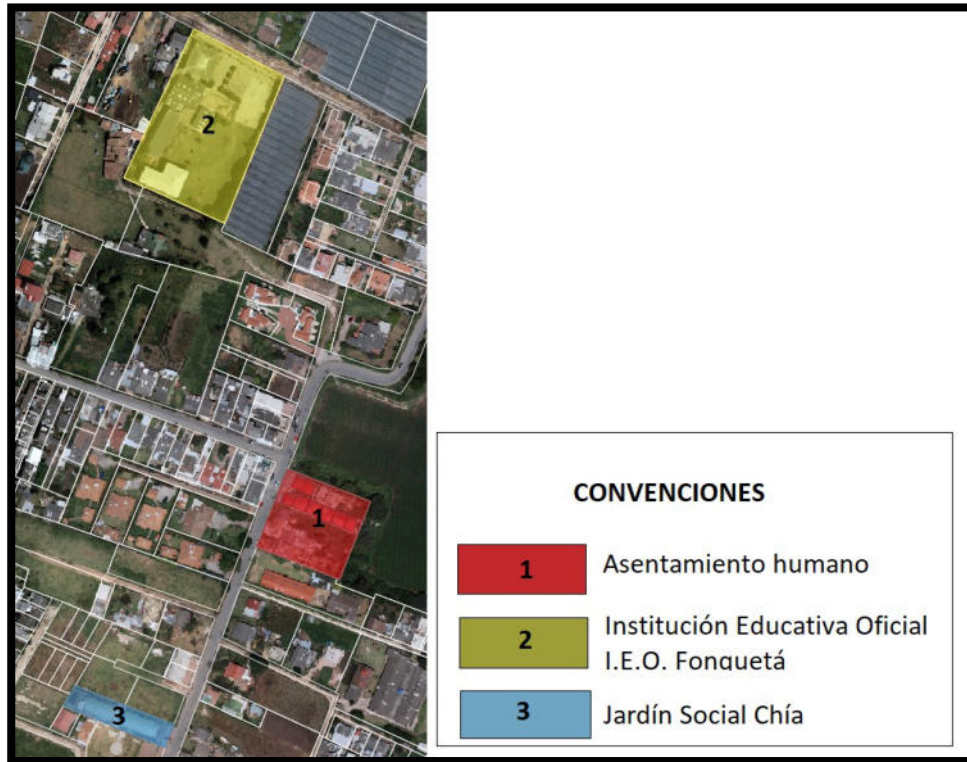 2
1
3
CONVENCIONES
1 Asentamiento humano
2 Institución Educativa Oficial
I.E.O. Fonquetá
3 Jardín Social Chía